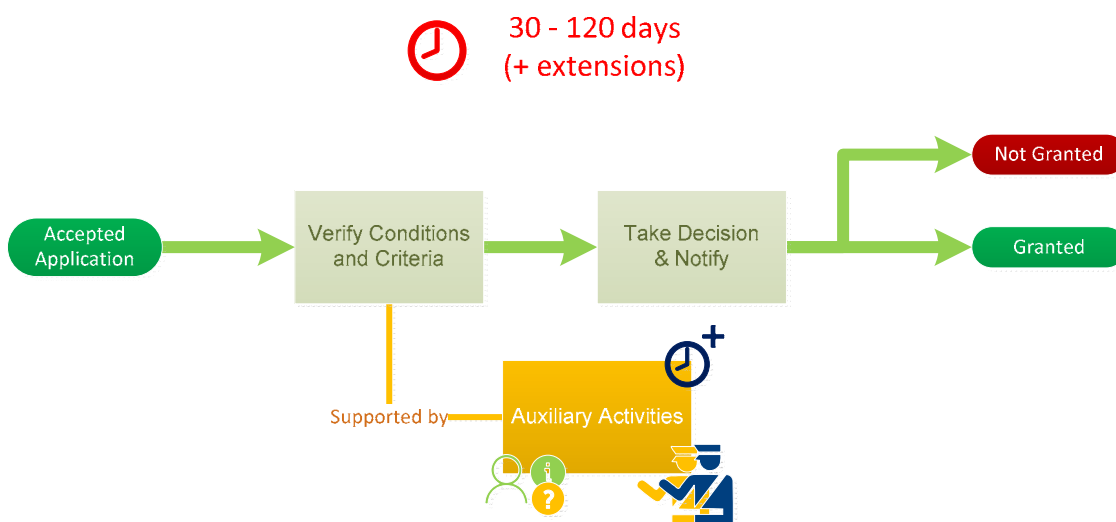 30 - 120 days
(+ extensions)
Not Granted
Accepted
Application
Verify Conditions
and Criteria
Take Decision
& Notify
Granted
Supported by
Auxiliary Activities
i
?